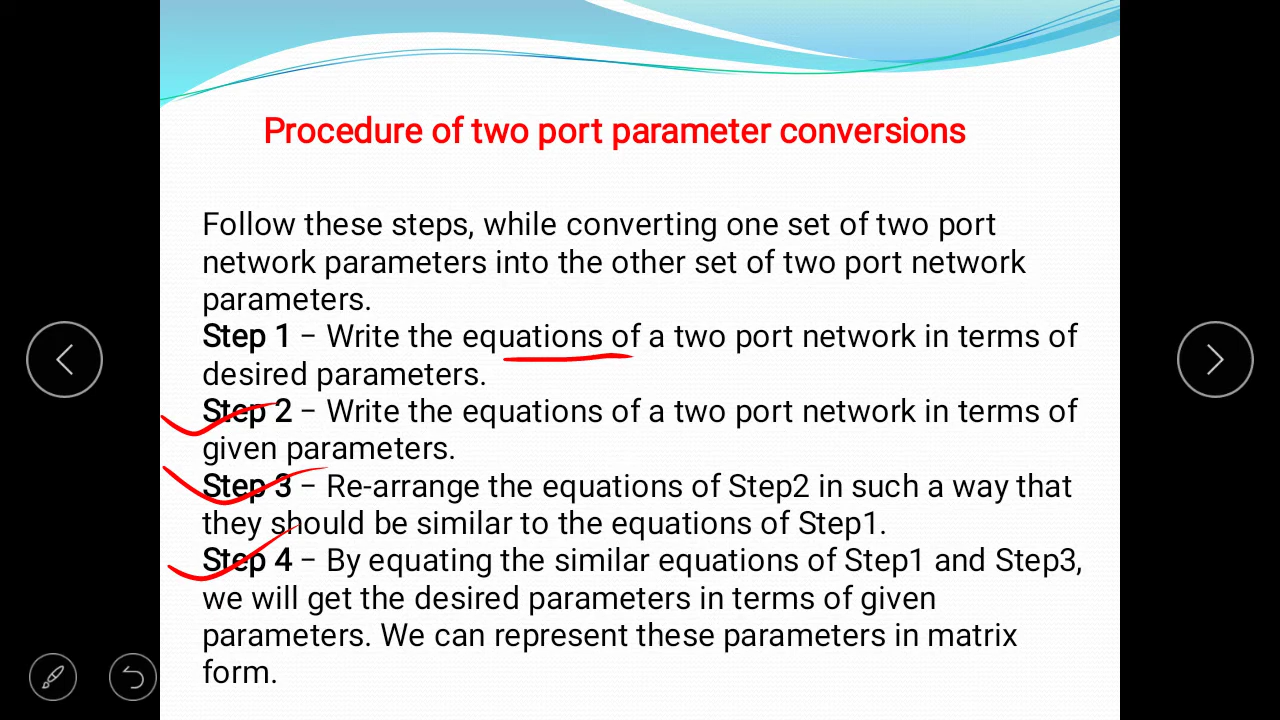 Procedure of two port parameter conversions
Follow these steps, while converting one set of two port
network parameters into the other set of two port network
parameters.
Step 1 − Write the equations of a two port network in terms of
desired parameters.
Step 2 − Write the equations of a two port network in terms of
given parameters.
Step 3 − Re-arrange the equations of Step2 in such a way that
they should be similar to the equations of Step1.
Step 4 − By equating the similar equations of Step1 and Step3,
we will get the desired parameters in terms of given
parameters. We can represent these parameters in matrix
form.